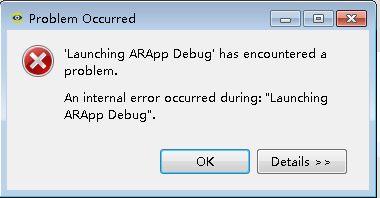 Problem Occurred
'Launching ARApp Debug' has encountered a
problem.
An internal error occurred during: "Launching
ARApp Debug".
OK
Details >>